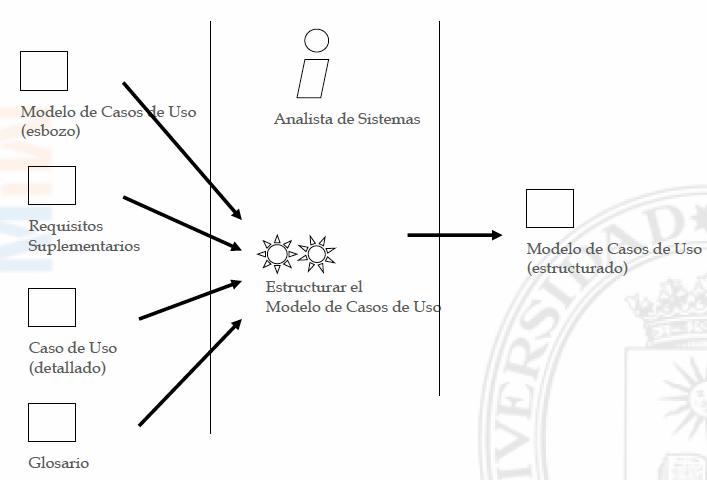 Modelo de Casos de Uso
(esbozo)
Requisitos
Suplementarios
Caso de Uso
(detallado)
Glosario
Analista de Sistemas
Estructurar el
Modelo de Casos de Uso
Modelo de Casos de Uso
(estructurado)